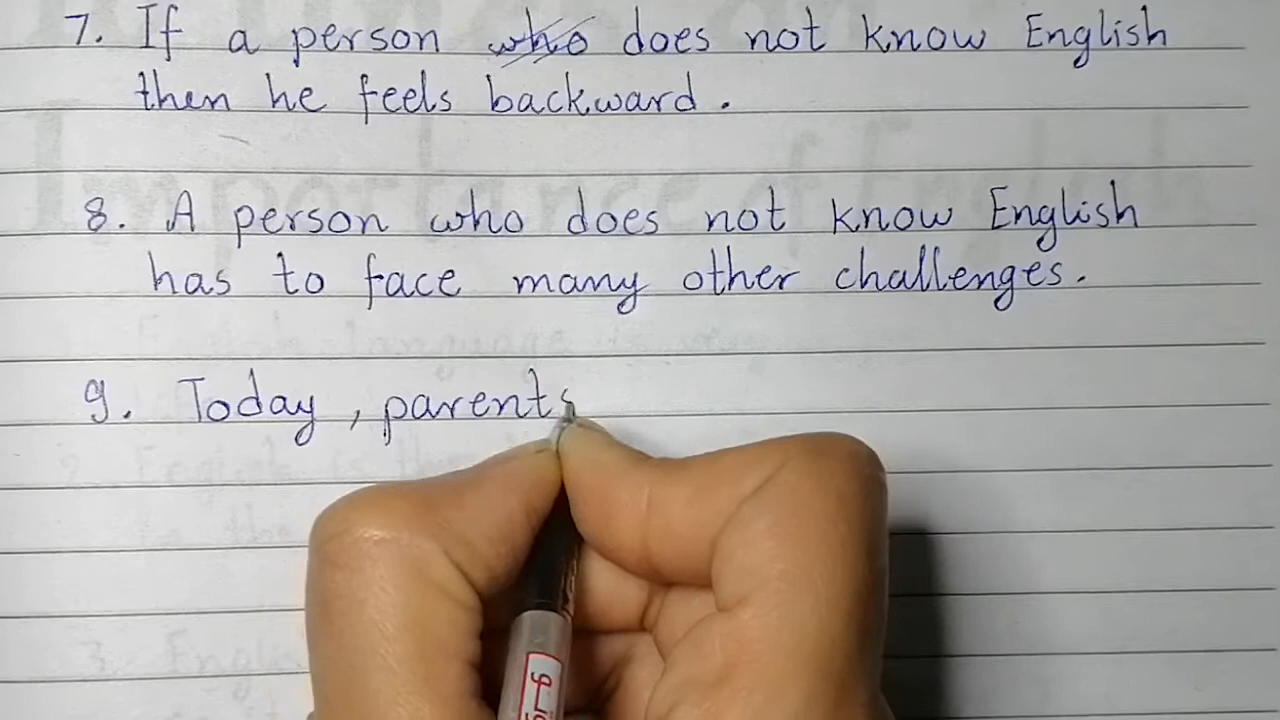 7. If a person who does not know English
then he feels backward.
8. A person who does not know English
has to face many other challenges.
9. Today, parents